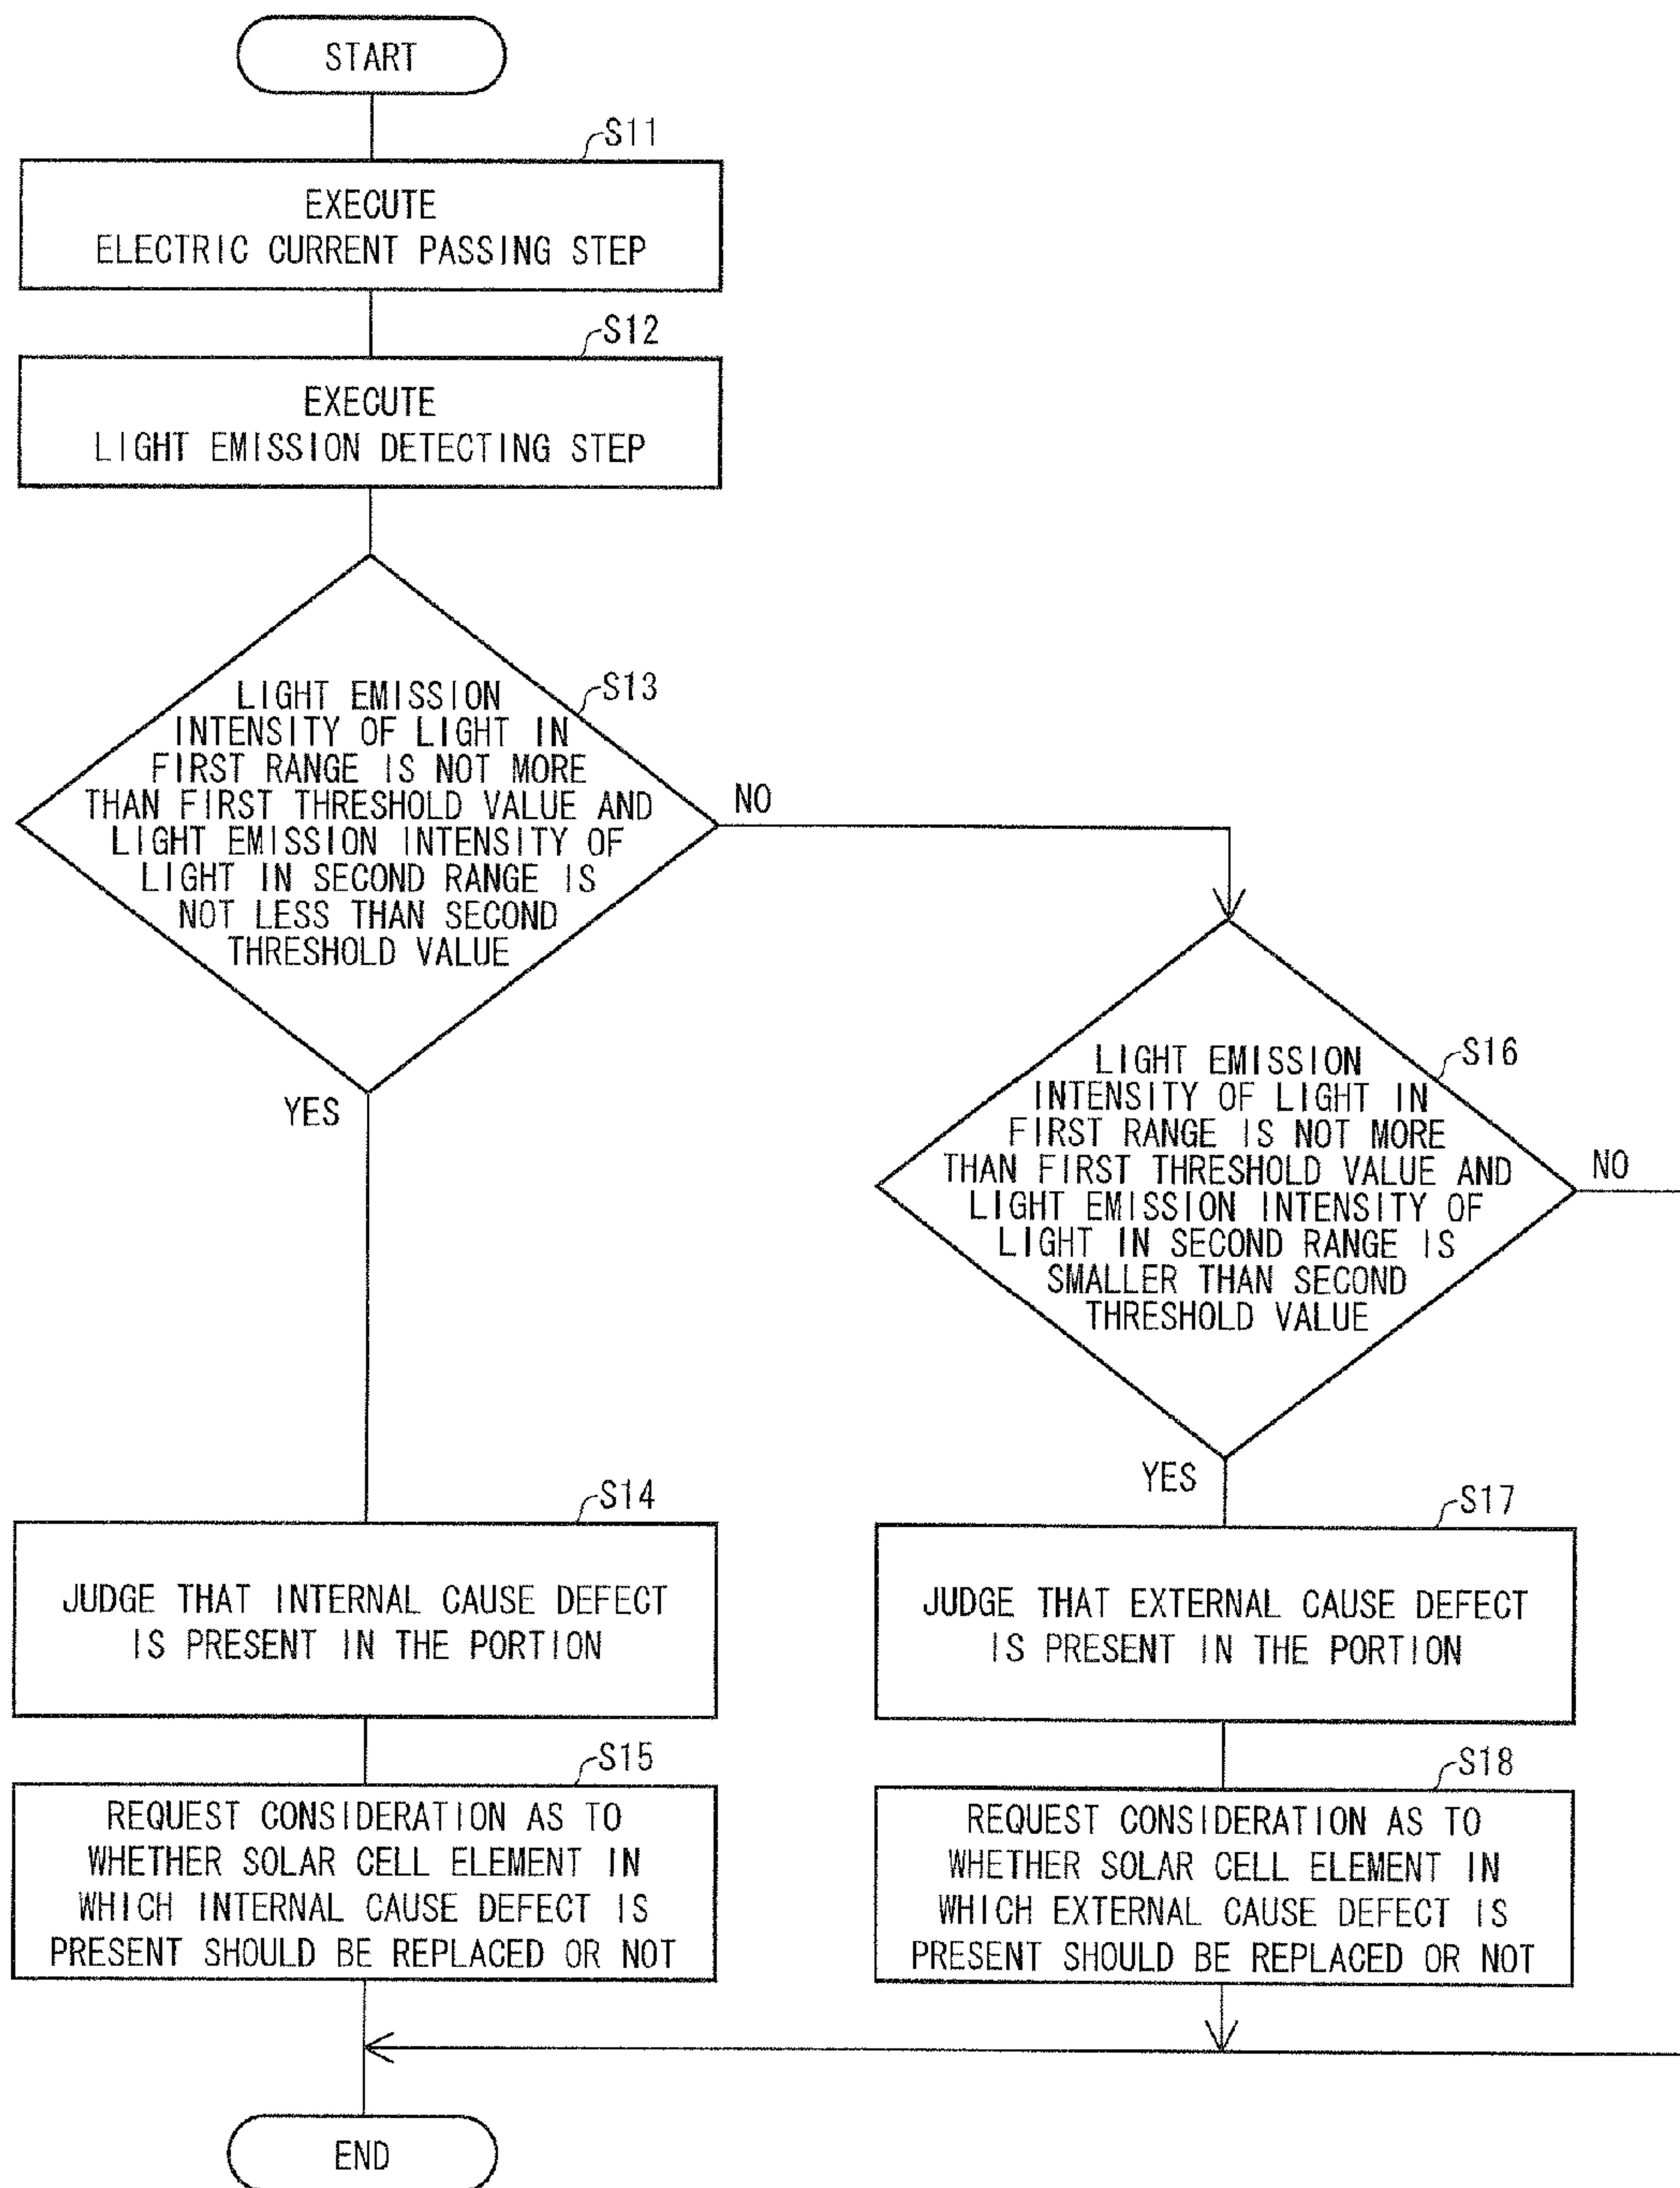 START
S11
EXECUTE
ELECTRIC CURRENT PASSING STEP
S12
EXECUTE
LIGHT EMISSION DETECTING STEP
S13
LIGHT EMISSION
INTENSITY OF LIGHT IN
FIRST RANGE IS NOT MORE
THAN FIRST THRESHOLD VALUE AND
LIGHT EMISSION INTENSITY OF
LIGHT IN SECOND RANGE IS
NOT LESS THAN SECOND
THRESHOLD VALUE
NO
YES
S16
LIGHT EMISSION
INTENSITY OF LIGHT IN
FIRST RANGE IS NOT MORE
THAN FIRST THRESHOLD VALUE AND
LIGHT EMISSION INTENSITY OF
LIGHT IN SECOND RANGE IS
SMALLER THAN SECOND
THRESHOLD VALUE
NO
YES
S14
JUDGE THAT INTERNAL CAUSE DEFECT
IS PRESENT IN THE PORTION
S17
JUDGE THAT EXTERNAL CAUSE DEFECT
IS PRESENT IN THE PORTION
S15
REQUEST CONSIDERATION AS TO
WHETHER SOLAR CELL ELEMENT IN
WHICH INTERNAL CAUSE DEFECT IS
PRESENT SHOULD BE REPLACED OR NOT
S18
REQUEST CONSIDERATION AS TO
WHETHER SOLAR CELL ELEMENT IN
WHICH EXTERNAL CAUSE DEFECT IS
PRESENT SHOULD BE REPLACED OR NOT
END